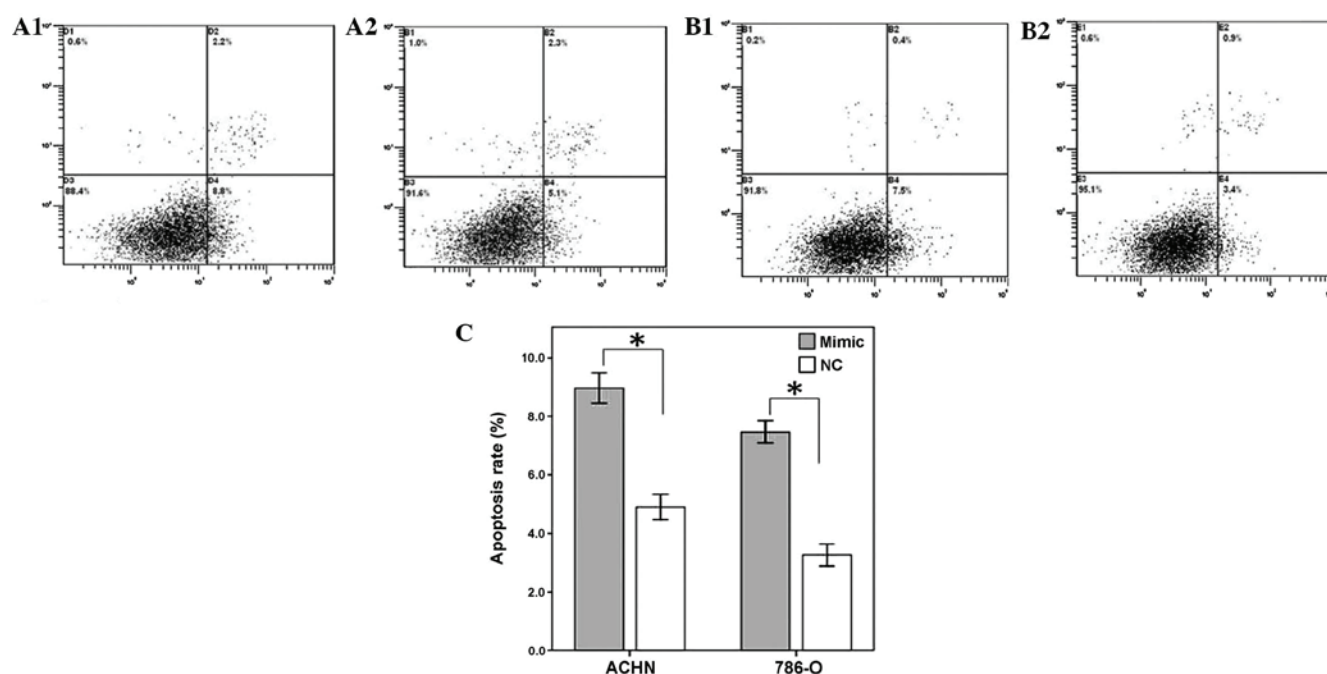 A1
D1
0.6%
D2
2.2%
D3
88.4%
D4
8.8%
A2
B1
1.0%
B2
2.3%
B3
91.6%
B4
5.1%
B1
B1
0.2%
B2
0.4%
B3
91.8%
B4
7.5%
B2
E1
0.6%
E2
0.9%
E3
95.1%
E4
3.4%
C
Mimic
NC
*
*
10.0
8.0
6.0
4.0
2.0
0.0
Apoptosis rate (%)
ACHN
786-O